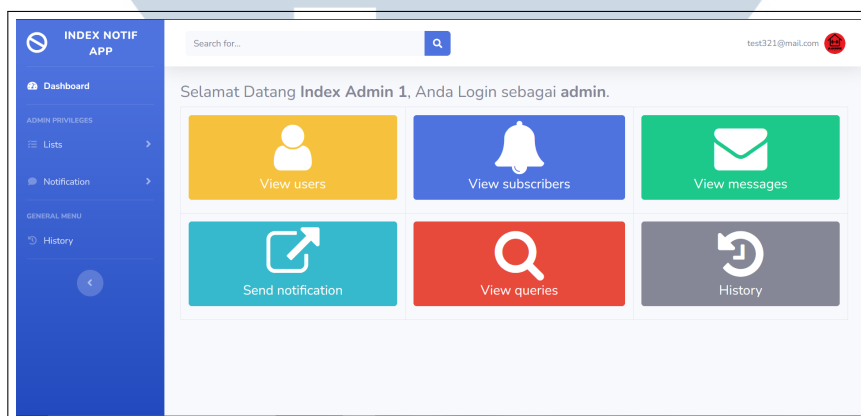 INDEX NOTIF
APP
Search for...
test321@mail.com
Dashboard
Selamat Datang Index Admin 1, Anda Login sebagai admin.
ADMIN PRIVILEGES
Lists
Notification
GENERAL MENU
History
View users
View subscribers
View messages
Send notification
View queries
History